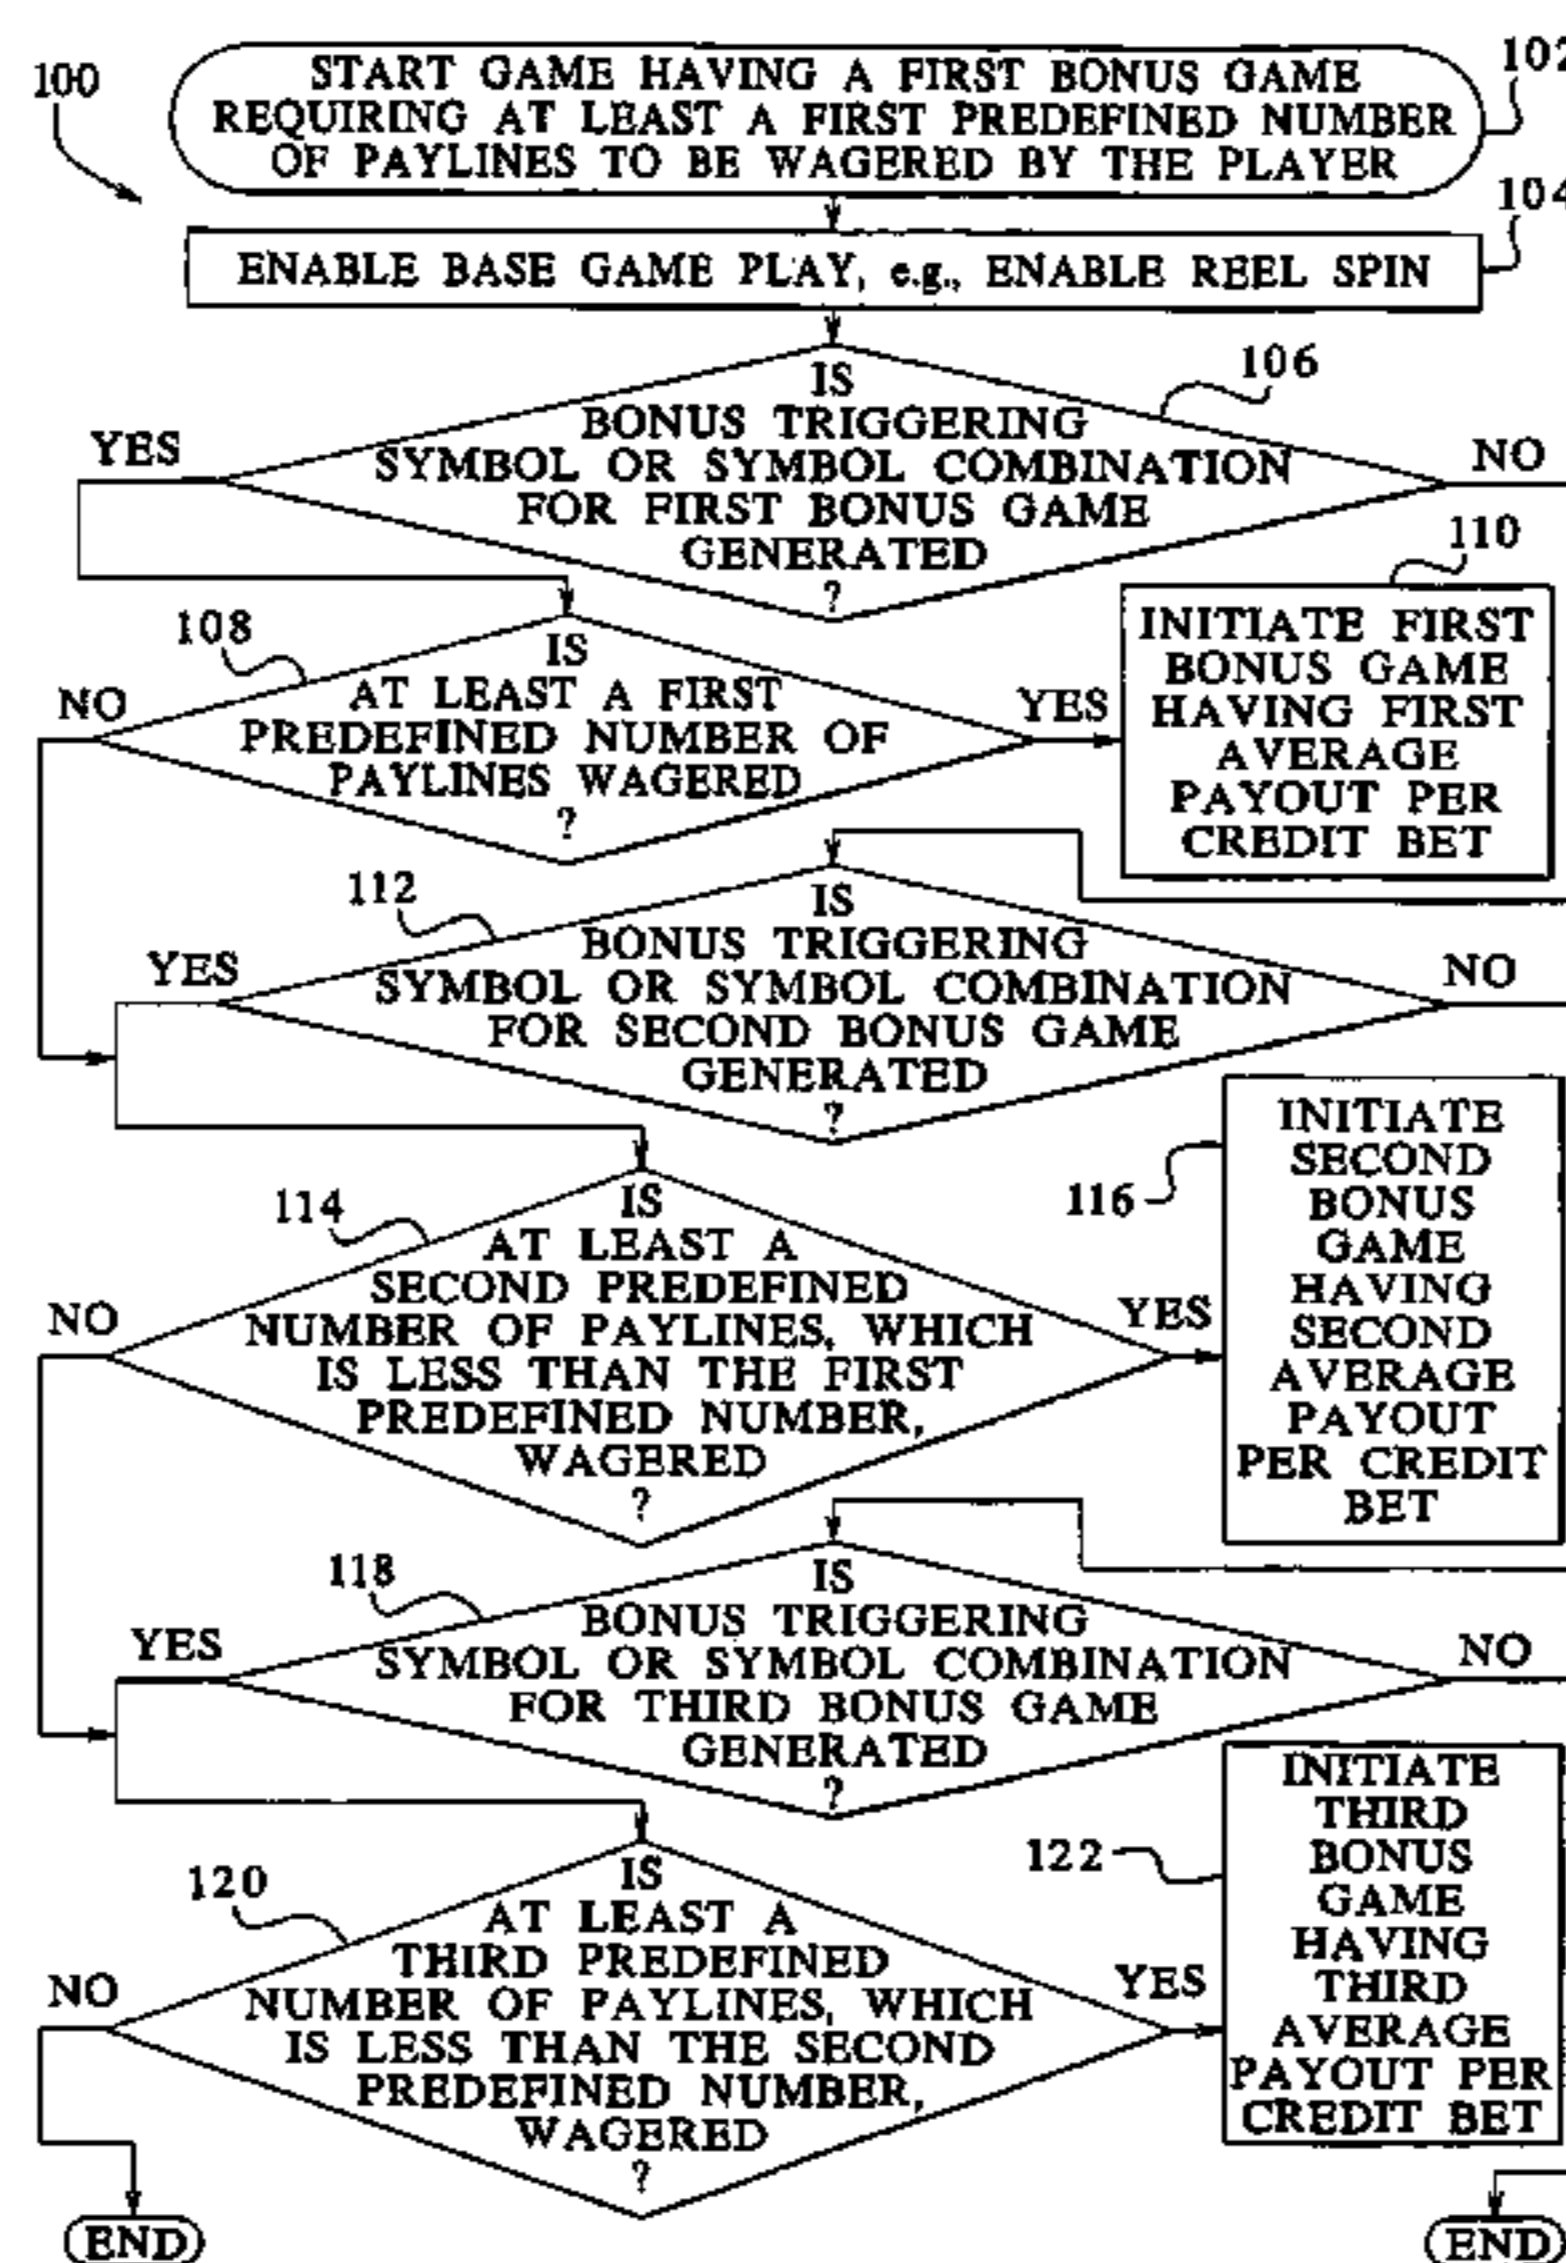 100
START GAME HAVING A FIRST BONUS GAME
REQUIRING AT LEAST A FIRST PREDEFINED NUMBER
OF PAYLINES TO BE WAGERED BY THE PLAYER
102
104
ENABLE BASE GAME PLAY, e.g., ENABLE REEL SPIN
106
IS
BONUS TRIGGERING
SYMBOL OR SYMBOL COMBINATION
FOR FIRST BONUS GAME
GENERATED
?
YES
NO
108
IS
AT LEAST A FIRST
PREDEFINED NUMBER OF
PAYLINES WAGERED
?
NO
YES
110
INITIATE FIRST
BONUS GAME
HAVING FIRST
AVERAGE
PAYOUT PER
CREDIT BET
112
IS
BONUS TRIGGERING
SYMBOL OR SYMBOL COMBINATION
FOR SECOND BONUS GAME
GENERATED
?
YES
NO
114
IS
AT LEAST A
SECOND PREDEFINED
NUMBER OF PAYLINES, WHICH
IS LESS THAN THE FIRST
PREDEFINED NUMBER,
WAGERED
?
NO
YES
116
INITIATE
SECOND
BONUS
GAME
HAVING
SECOND
AVERAGE
PAYOUT
PER CREDIT
BET
118
IS
BONUS TRIGGERING
SYMBOL OR SYMBOL COMBINATION
FOR THIRD BONUS GAME
GENERATED
?
YES
NO
120
IS
AT LEAST A
THIRD PREDEFINED
NUMBER OF PAYLINES, WHICH
IS LESS THAN THE SECOND
PREDEFINED NUMBER,
WAGERED
?
NO
YES
122
INITIATE
THIRD
BONUS
GAME
HAVING
THIRD
AVERAGE
PAYOUT PER
CREDIT BET
END
END